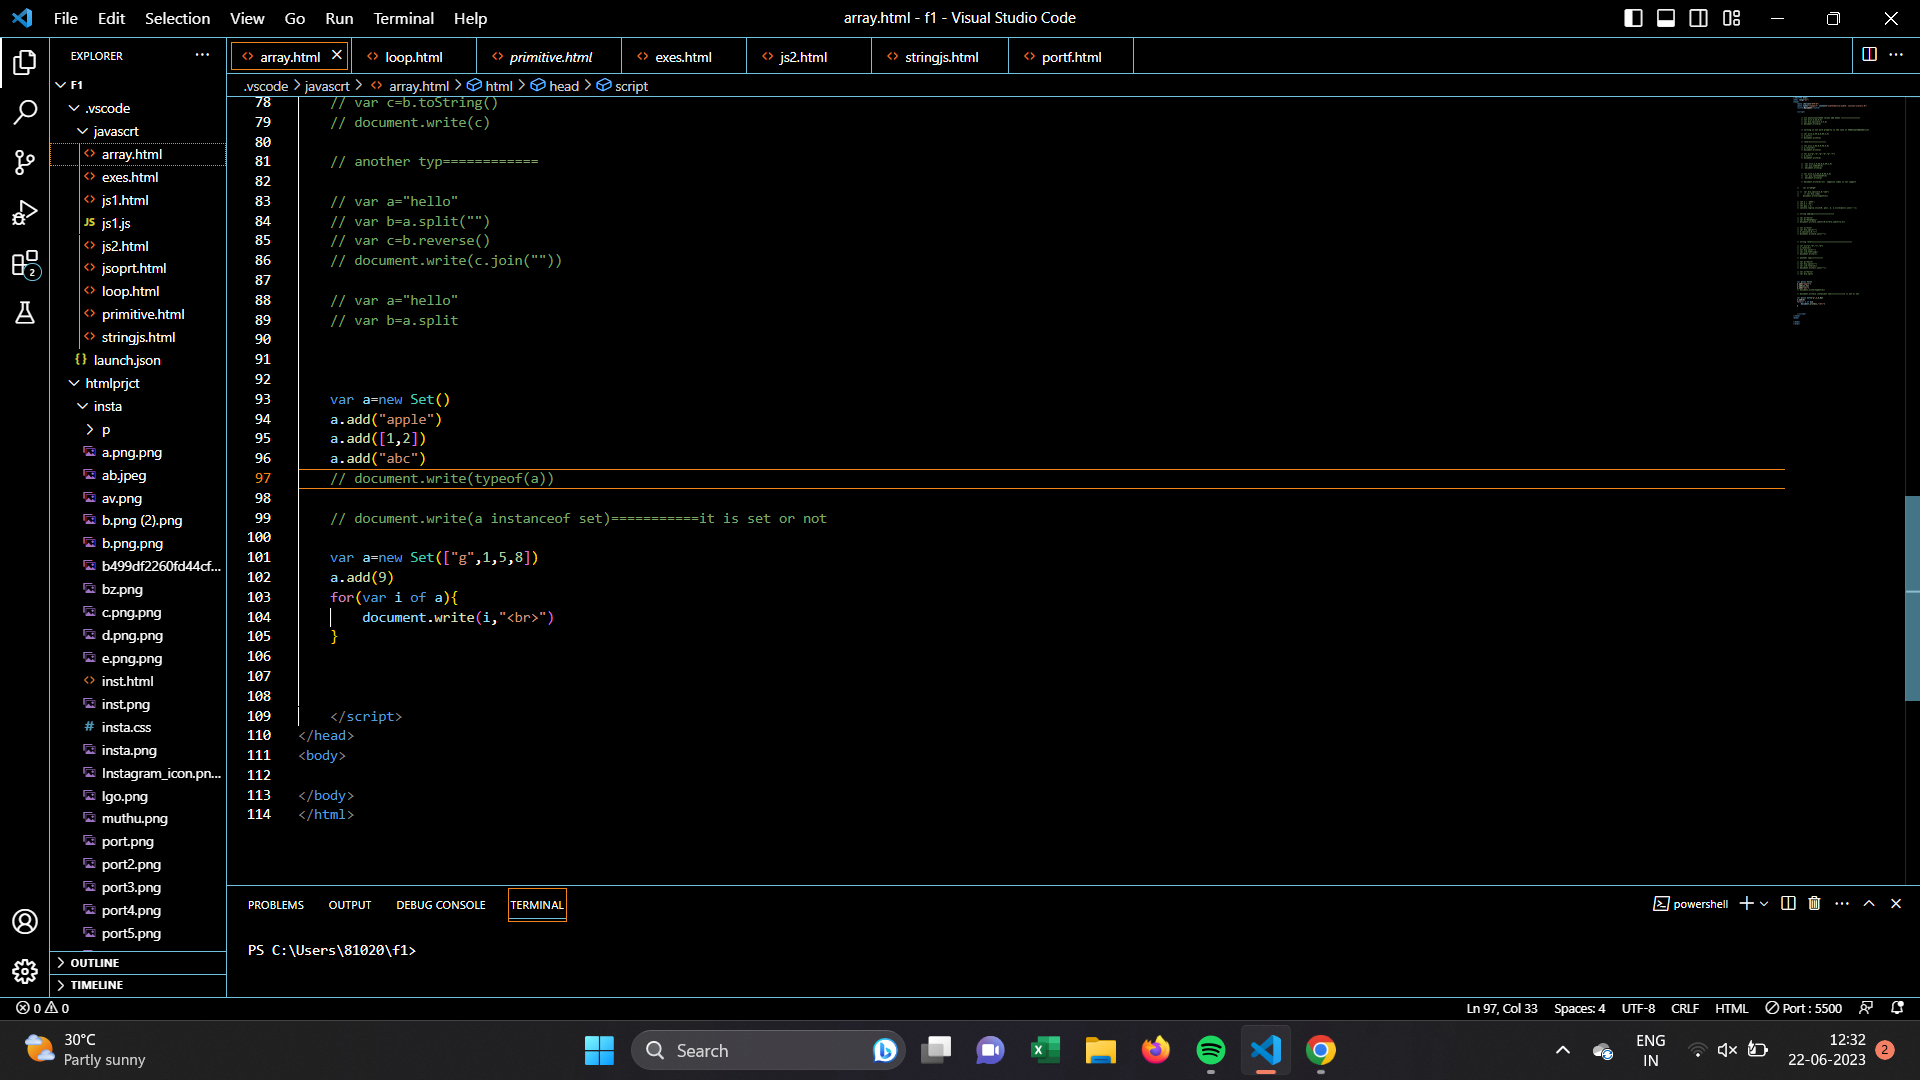 File Edit Selection View Go Run Terminal Help
array.html - f1 - Visual Studio Code
EXPLORER
array.html loop.html primitive.html exes.html js2.html stringjs.html portf.html
.vscode > javascrt > array.html > html > head > script
F1
.vscode
javascrt
array.html
exes.html
js1.html
JS js1.js
js2.html
jsoprt.html
loop.html
primitive.html
stringjs.html
{} launch.json
htmlprjct
insta
p
a.png.png
ab.jpeg
av.png
b.png (2).png
b.png.png
b499df2260fd44cf...
bz.png
c.png.png
d.png.png
e.png.png
inst.html
inst.png
# insta.css
insta.png
Instagram_icon.pn...
lgo.png
muthu.png
port.png
port2.png
port3.png
port4.png
port5.png
OUTLINE
TIMELINE
2
78 // var c=b.toString()
79 // document.write(c)
80
81 // another typ============
82
83 // var a="hello"
84 // var b=a.split("")
85 // var c=b.reverse()
86 // document.write(c.join(""))
87
88 // var a="hello"
89 // var b=a.split
90
91
92
93 var a=new Set()
94 a.add("apple")
95 a.add([1,2])
96 a.add("abc")
97 // document.write(typeof(a))
98
99 // document.write(a instanceof set)===========it is set or not
100
101 var a=new Set(["g",1,5,8])
102 a.add(9)
103 for(var i of a){
104 document.write(i,"<br>")
105 }
106
107
108
109 </script>
110 </head>
111 <body>
112
113 </body>
114 </html>
PROBLEMS OUTPUT DEBUG CONSOLE TERMINAL
powershell
PS C:\Users\81020\f1>
0 0
Ln 97, Col 33 Spaces: 4 UTF-8 CRLF HTML Port : 5500
30°C
Partly sunny
Search
ENG
IN
12:32
22-06-2023
2